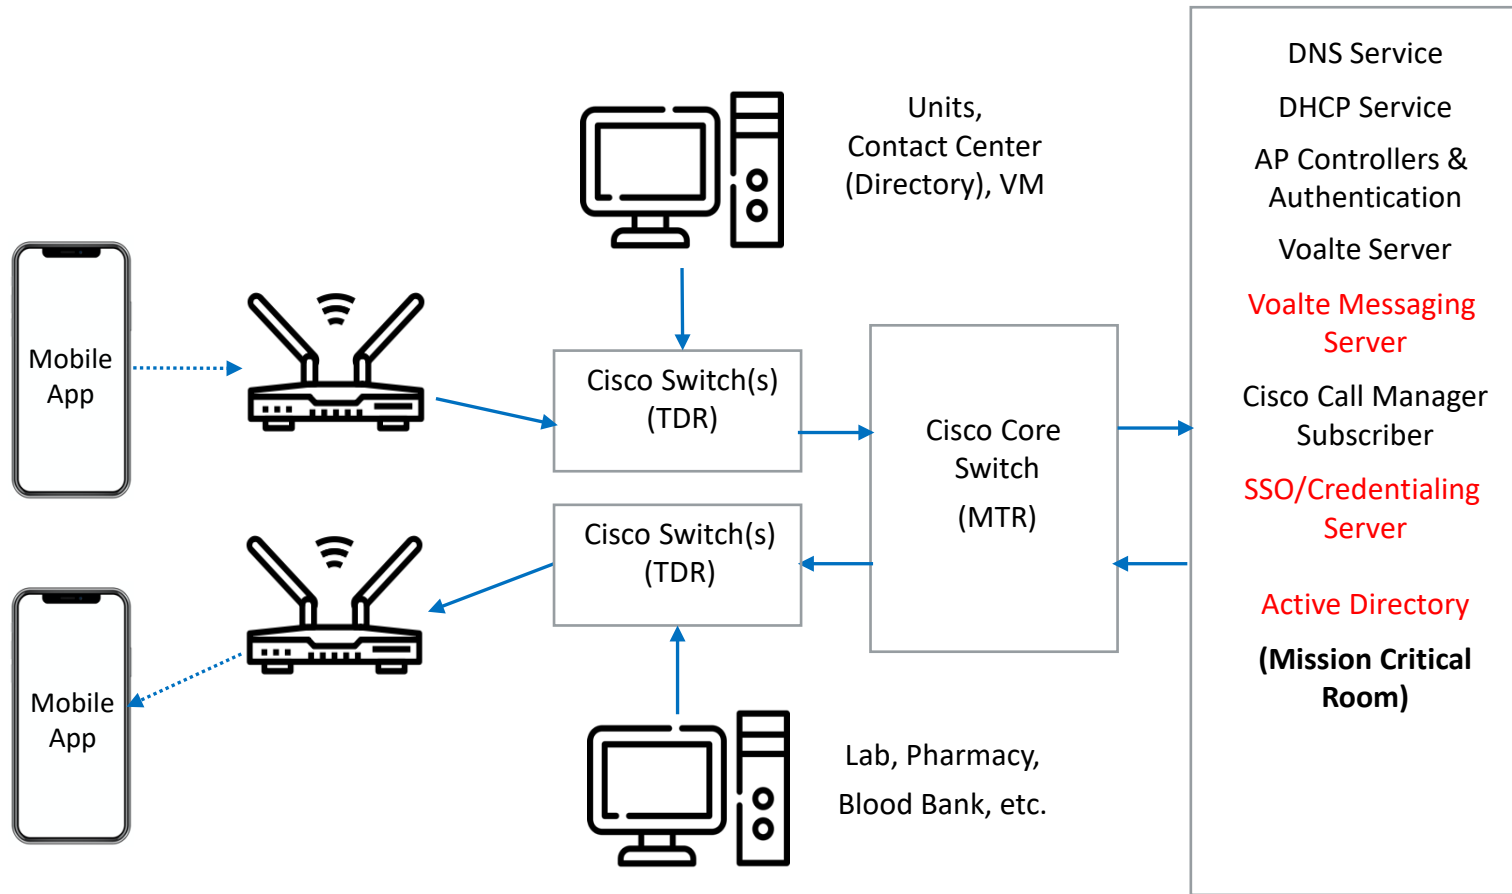 Mobile
App
Mobile
App
Units,
Contact Center
(Directory), VM
Cisco Switch(s)
(TDR)
Cisco Switch(s)
(TDR)
Lab, Pharmacy,
Blood Bank, etc.
Cisco Core
Switch
(MTR)
DNS Service
DHCP Service
AP Controllers &
Authentication
Voalte Server
Voalte Messaging
Server
Cisco Call Manager
Subscriber
SSO/Credentialing
Server
Active Directory
(Mission Critical
Room)